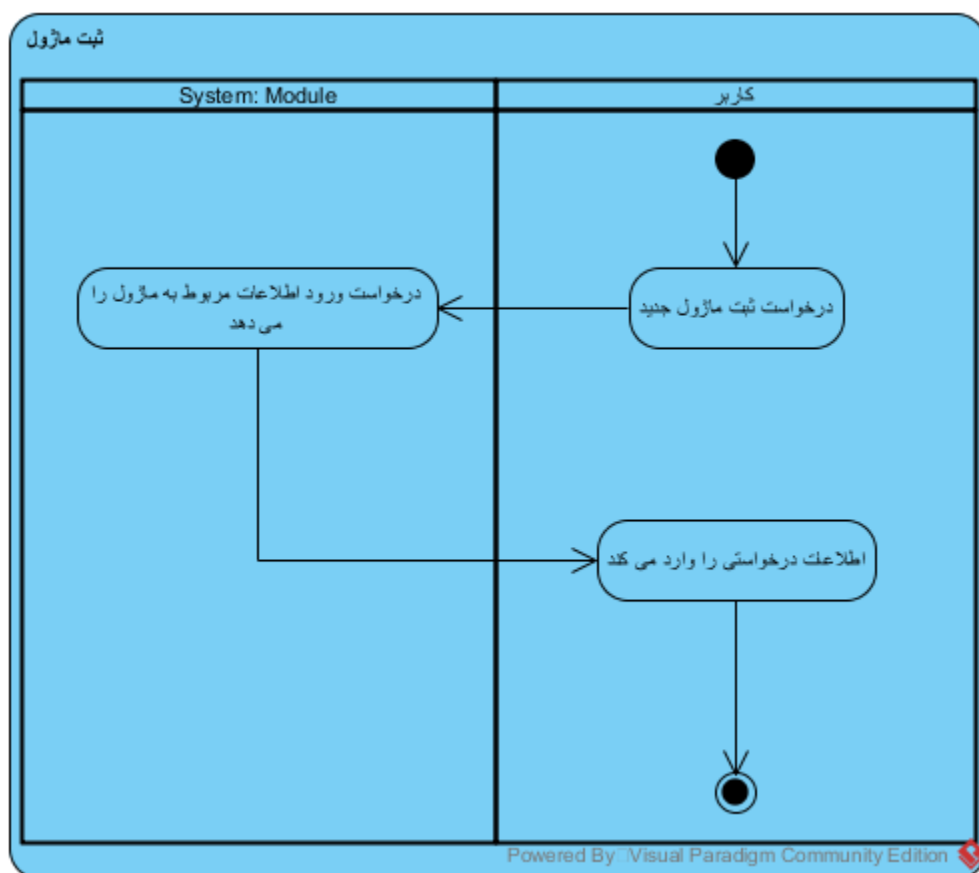 ثبت ماژول
System: Module
کاربر
درخواست ثبت ماژول جدید
درخواست ورود اطلاعات مربوط به ماژول را
می دهد
اطلاعات درخواستی را وارد می کند
Powered By Visual Paradigm Community Edition